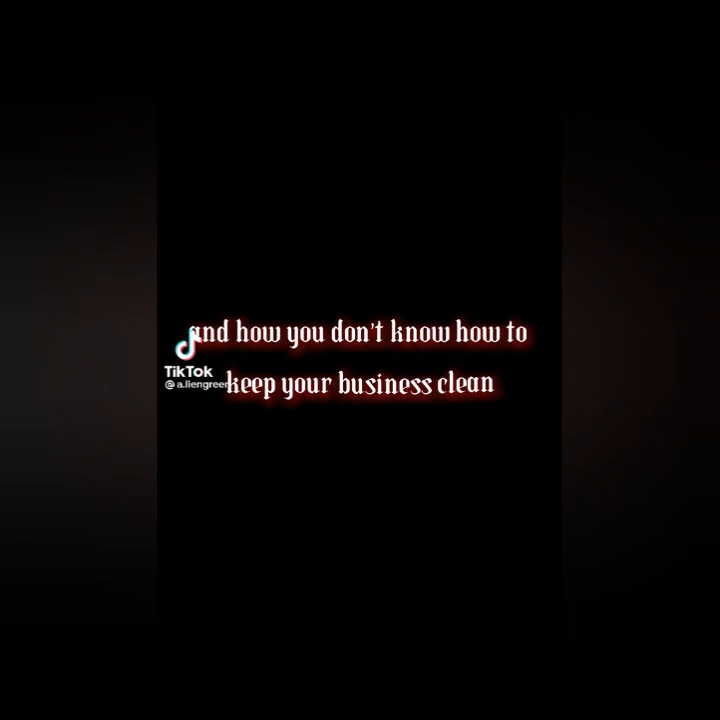 and how you don't know how to
keep your business clean
TikTok
@a.liengreen